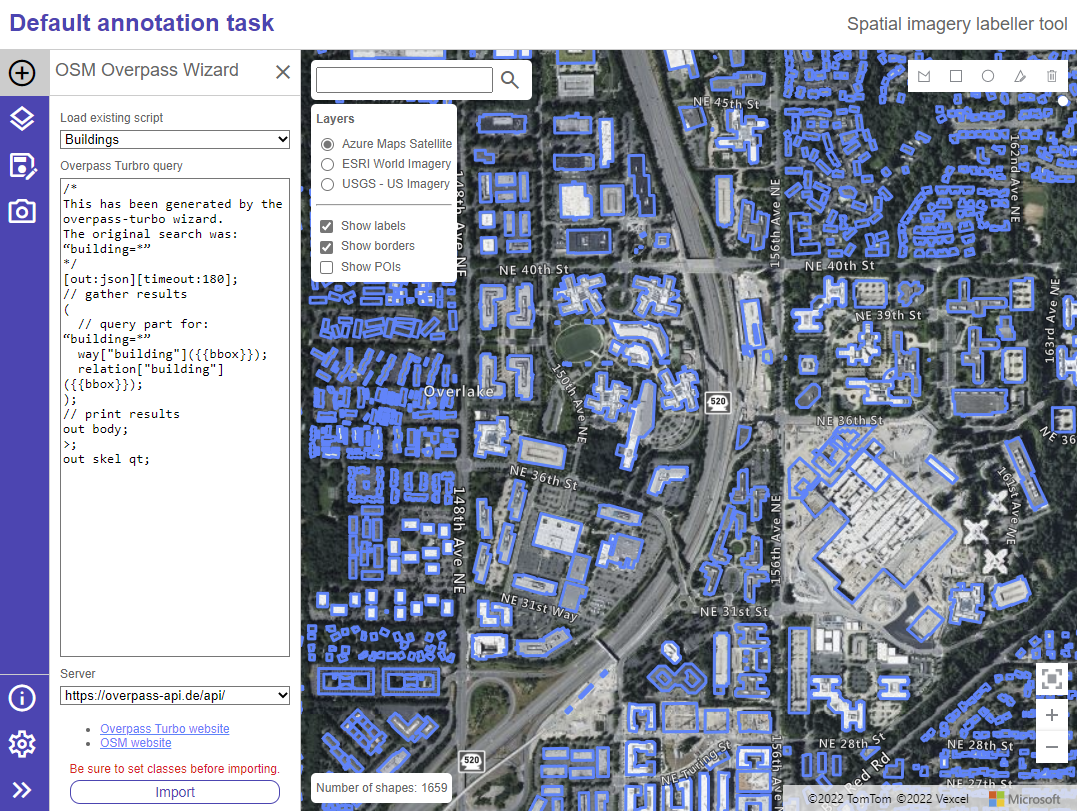 Default annotation task
Spatial imagery labeller tool
OSM Overpass Wizard
Load existing script
Buildings
Overpass Turbro query
/*
This has been generated by the
overpass-turbo wizard.
The original search was:
“building=*”
*/
[out:json][timeout:180];
// gather results
(
// query part for:
“building=*”
way["building"]({{bbox}});
relation["building"]
({{bbox}});
);
// print results
out body;
>;
out skel qt;
Server
https://overpass-api.de/api/
Overpass Turbo website
OSM website
Be sure to set classes before importing.
Import
Layers
Azure Maps Satellite
ESRI World Imagery
USGS - US Imagery
Show labels
Show borders
Show POIs
NE 45th St
148th Ave NE
156th Ave NE
162nd Ave NE
NE 40th St
NE 40th St
NE 39th St
163rd Ave NE
Overlake
150th Ave NE
520
NE 36th St
NE 36
NE 36th St
148th Ave NE
156th Ave NE
161st Ave NE
NE 31st Way
NE 31st St
NE 28th St
NE 28th St
520
NE Turing St
156th Ave NE
Red Rd
NE 27th St
Number of shapes: 1659
©2022 TomTom ©2022 Vexcel
Microsoft